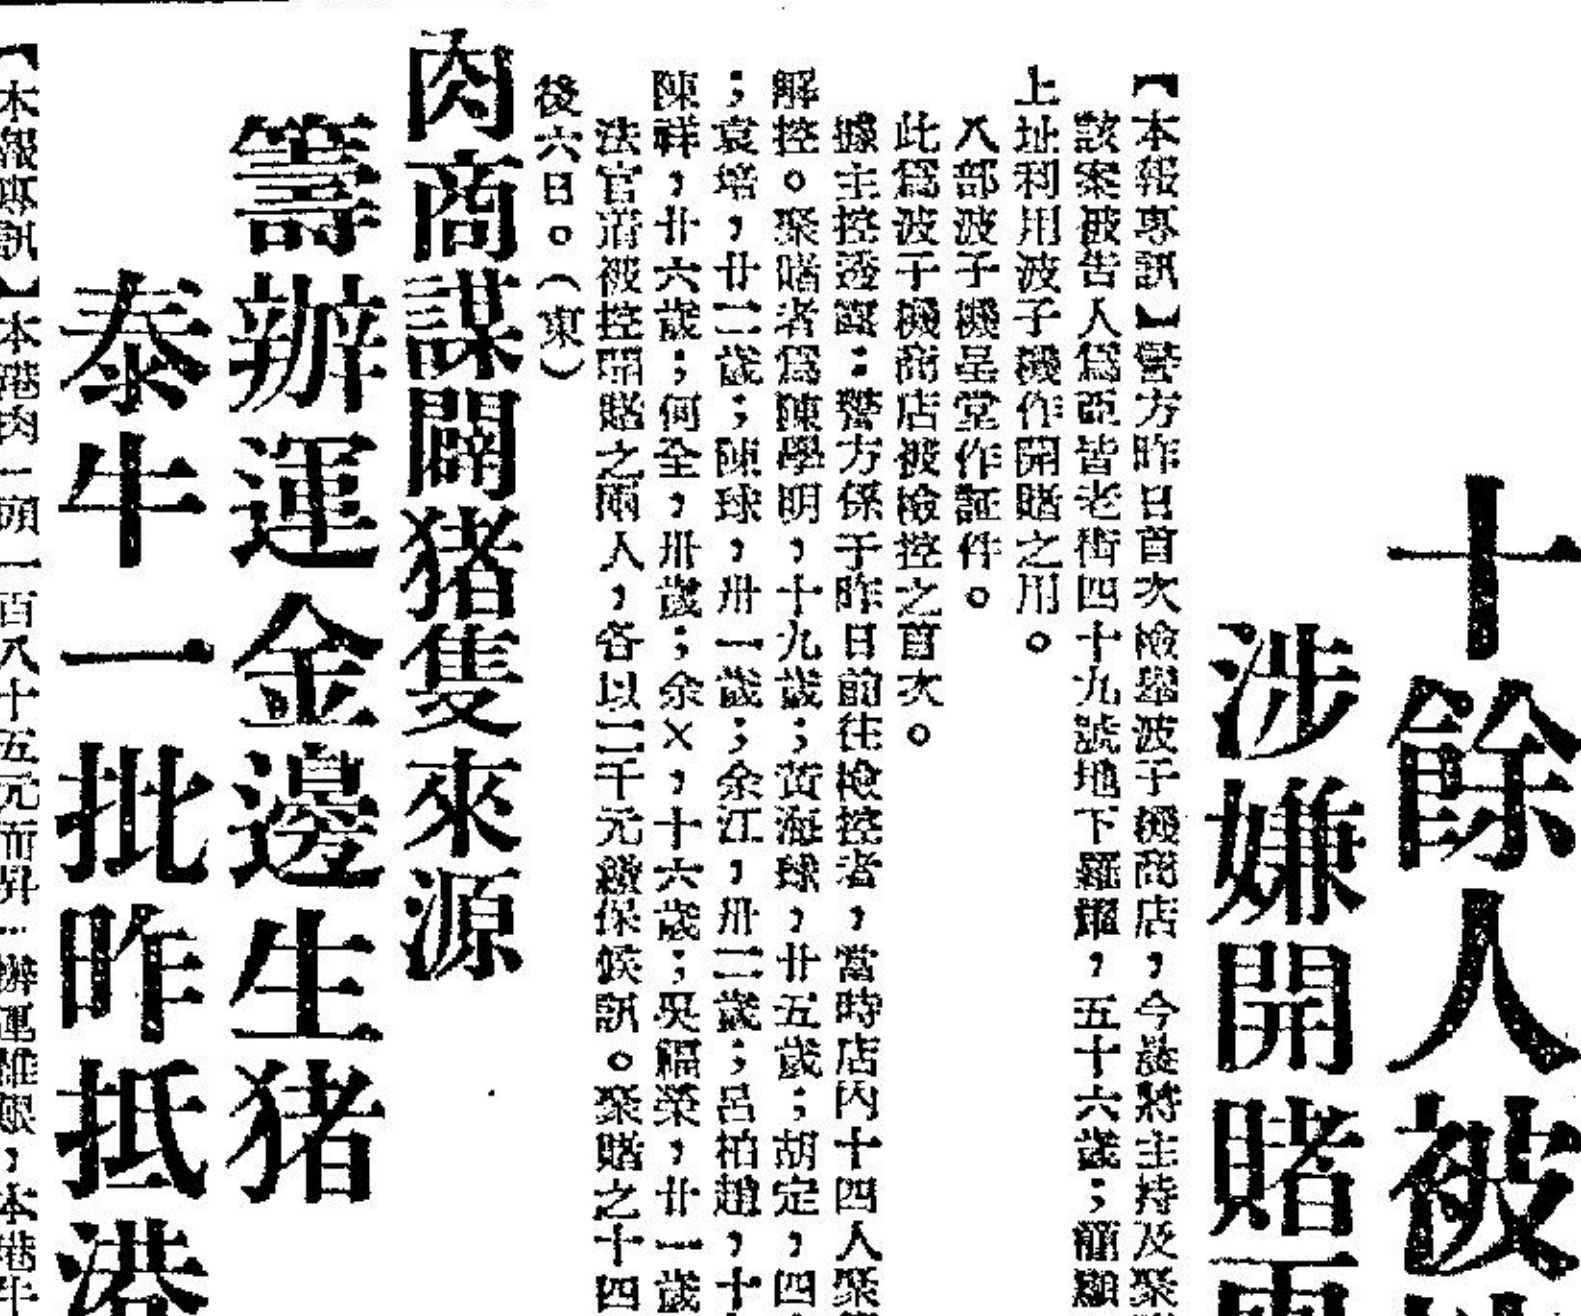 十餘人被
涉嫌開賭兩
【本報專訊】警方昨日首次檢舉波子機商店，今晨將主持及聚
該案被告人爲亞皆老街四十九號地下羅耀，五十六歲；簡顯
上址利用波子機作開賭之用。
八部波子機呈堂作証件。
此爲波子機商店被檢控之首次。
據主控透露：警方係于昨日前往檢控者，當時店內十四人聚
解控。聚賭者爲陳學明，十九歲；黃海球，廿五歲；胡定，四
；袁培，廿二歲；陳球，卅一歲；余江，卅二歲；呂柏趙，十
陳祥，廿六歲；何全，卅歲；余×，十六歲；吳福榮，廿一歲
法官着被控開賭之兩人，各以二千元繳保候訊。聚賭之十四
後六日。（東）
肉商謀闢猪隻來源
籌辦運金邊生猪
泰牛一批昨抵港
【本報專訊】本港肉二頭一百八十五元而昇…辦運維艱，本港牛